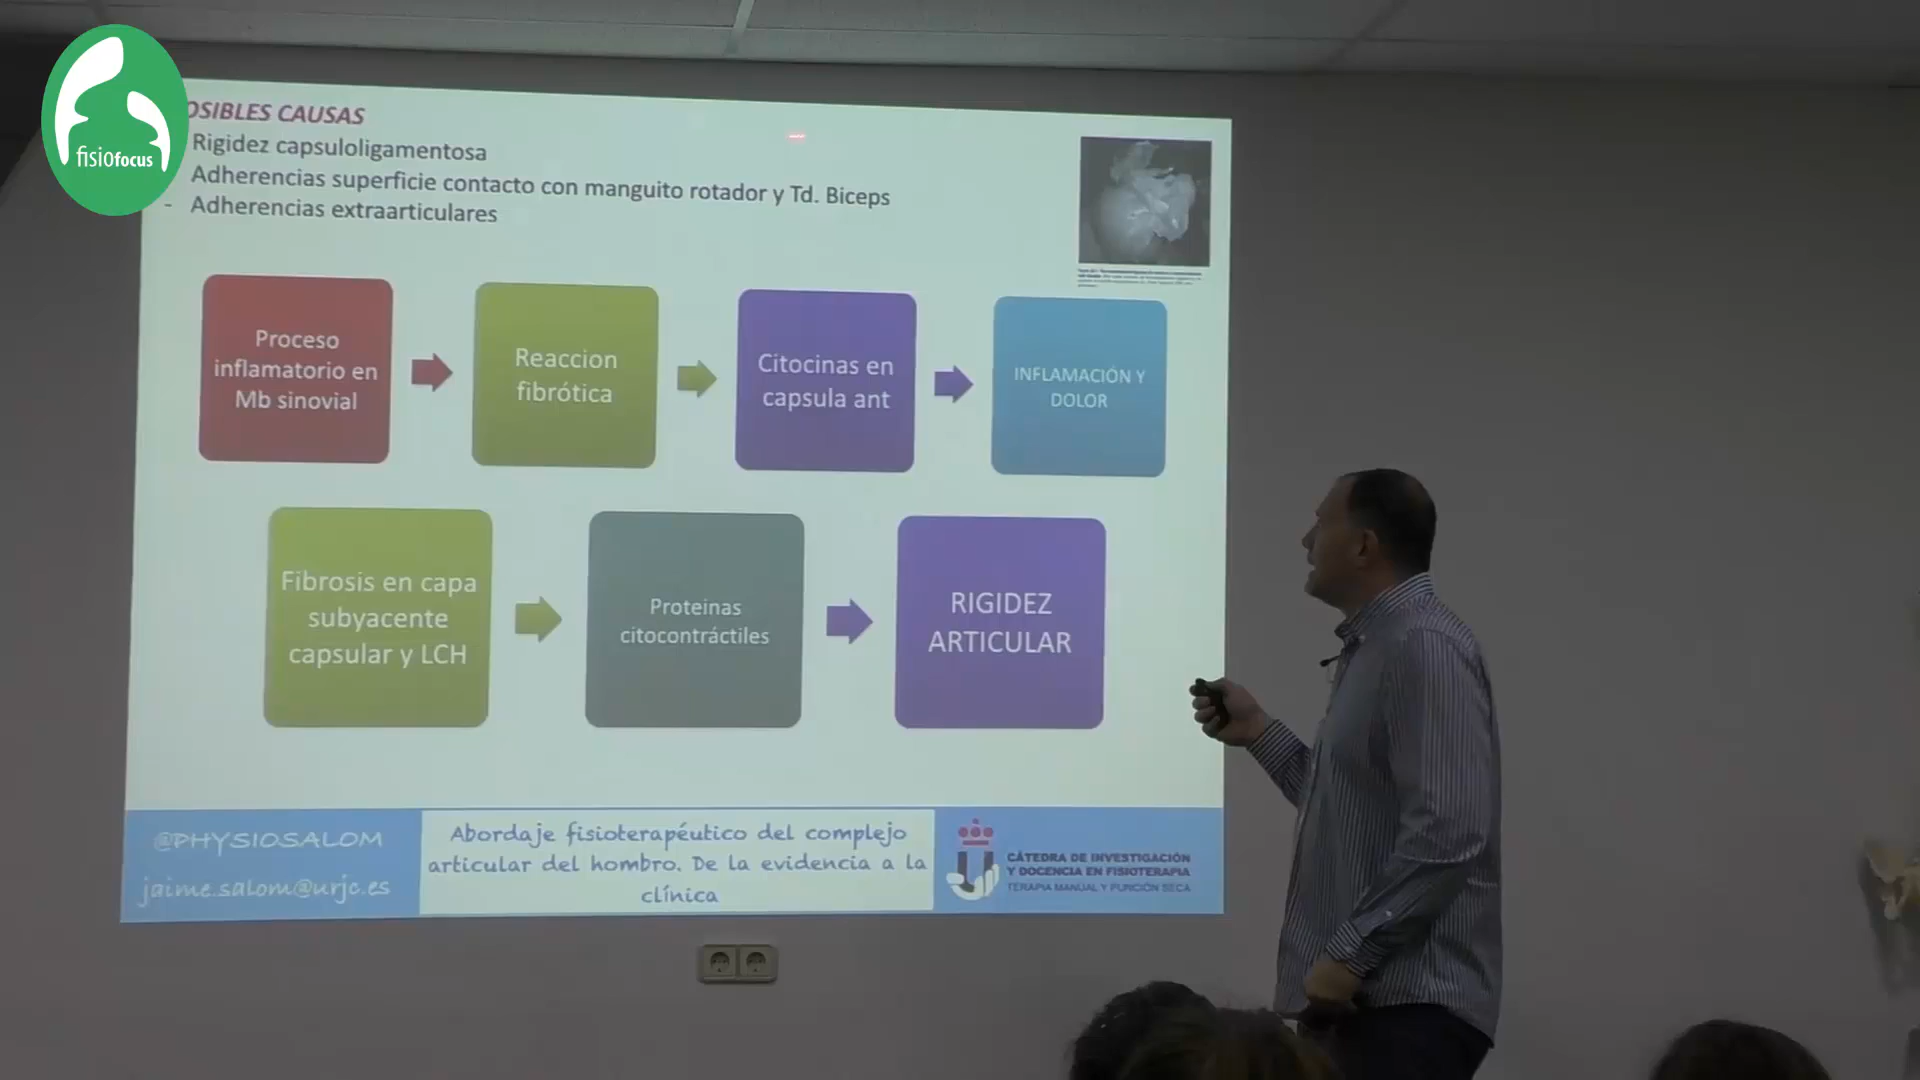 fisiofocus
OSIBLES CAUSAS
Rigidez capsuloligamentosa
Adherencias superficie contacto con manguito rotador y Td. Biceps
- Adherencias extraarticulares
Proceso
inflamatorio en
Mb sinovial
Reaccion
fibrótica
Citocinas en
capsula ant
INFLAMACIÓN Y
DOLOR
Fibrosis en capa
subyacente
capsular y LCH
Proteinas
citocontráctiles
RIGIDEZ
ARTICULAR
@PHYSIOSALOM
jaime.salom@urjc.es
Abordaje fisioterapéutico del complejo
articular del hombro. De la evidencia a la
clínica
CÁTEDRA DE INVESTIGACIÓN
Y DOCENCIA EN FISIOTERAPIA
TERAPIA MANUAL Y PUNCIÓN SECA